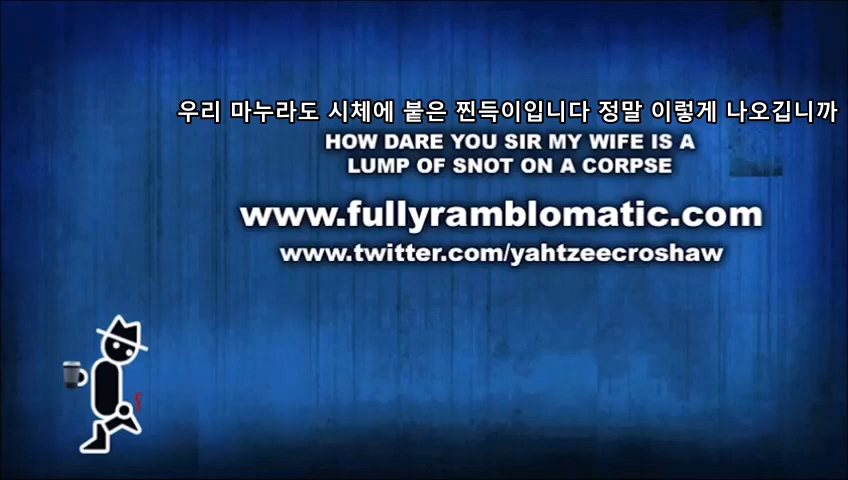 우리 마누라도 시체에 붙은 찐득이입니다 정말 이렇게 나오깁니까
HOW DARE YOU SIR MY WIFE IS A
LUMP OF SNOT ON A CORPSE
www.fullyramblomatic.com
www.twitter.com/yahtzeecroshaw